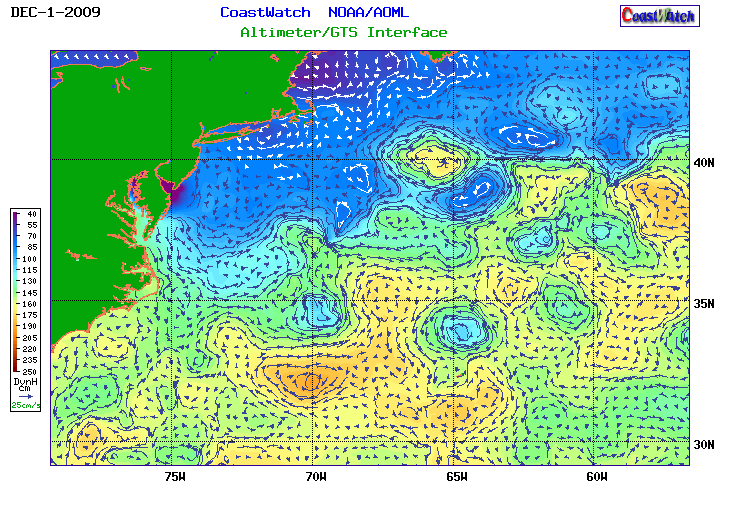 DEC-1-2009
CoastWatch NOAA/AOML
Altimeter/GTS Interface
CoastWatch
40N
35N
30N
40
55
70
85
100
115
130
145
160
175
190
205
220
235
250
DynH
cm
25cm/s
75W
70W
65W
60W